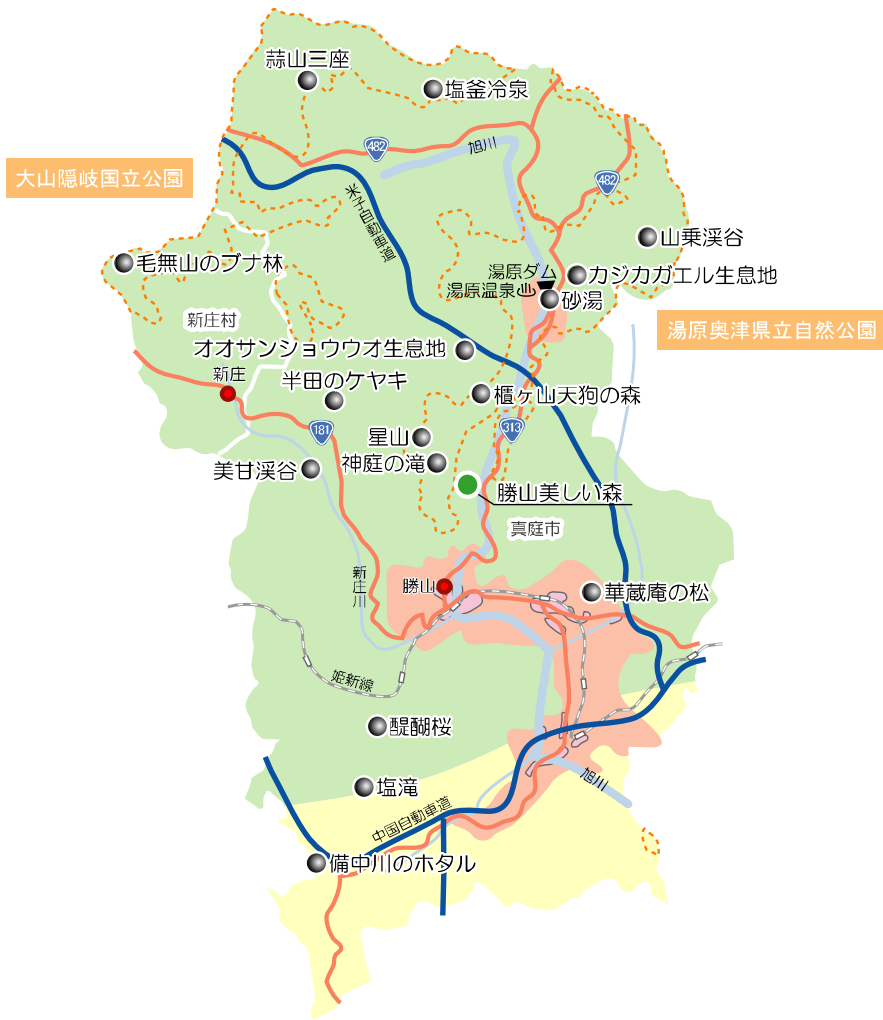 蒜山三座
塩釜冷泉
482
旭川
大山隠岐国立公園
482
米子自動車道
山乗渓谷
毛無山のブナ林
湯原ダム
カジカガエル生息地
湯原温泉
砂湯
新庄村
湯原奥津県立自然公園
オオサンショウウオ生息地
新庄
半田のケヤキ
櫃ヶ山天狗の森
181
313
星山
神庭の滝
美甘渓谷
勝山美しい森
真庭市
新庄川
勝山
華蔵庵の松
姫新線
醍醐桜
旭川
塩滝
中国自動車道
備中川のホタル